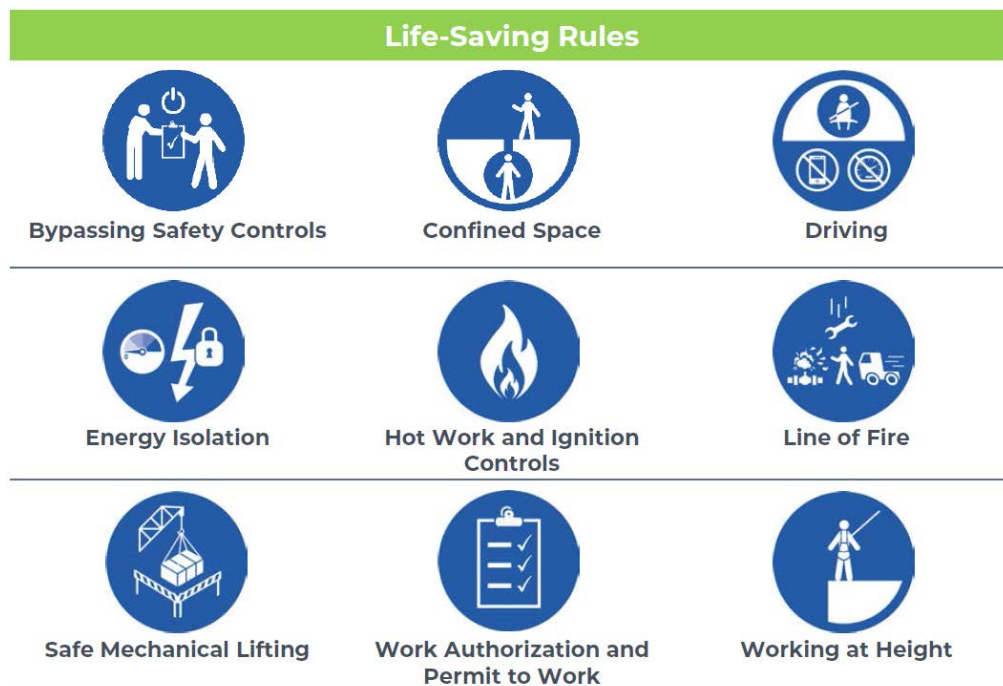 Life-Saving Rules
Bypassing Safety Controls
Confined Space
Driving
Energy Isolation
Hot Work and Ignition
Controls
Line of Fire
Safe Mechanical Lifting
Work Authorization and
Permit to Work
Working at Height